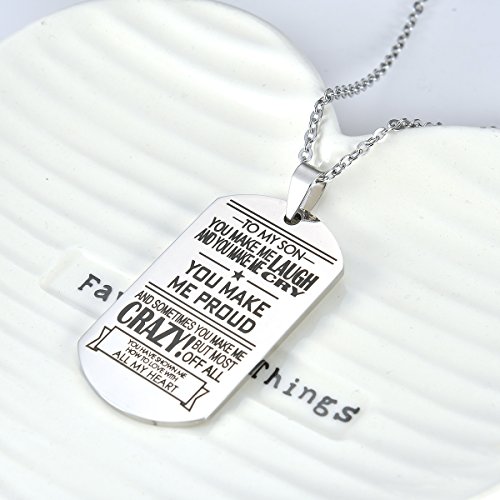 TO MY SON
YOU MAKE ME LAUGH
AND YOU MAKE ME CRY
YOU MAKE
ME PROUD
AND SOMETIMES YOU MAKE ME
CRAZY! BUT MOST
OFF ALL
YOU HAVE SHOWN ME
HOW TO LOVE WITH
ALL MY HEART
Fav
Things